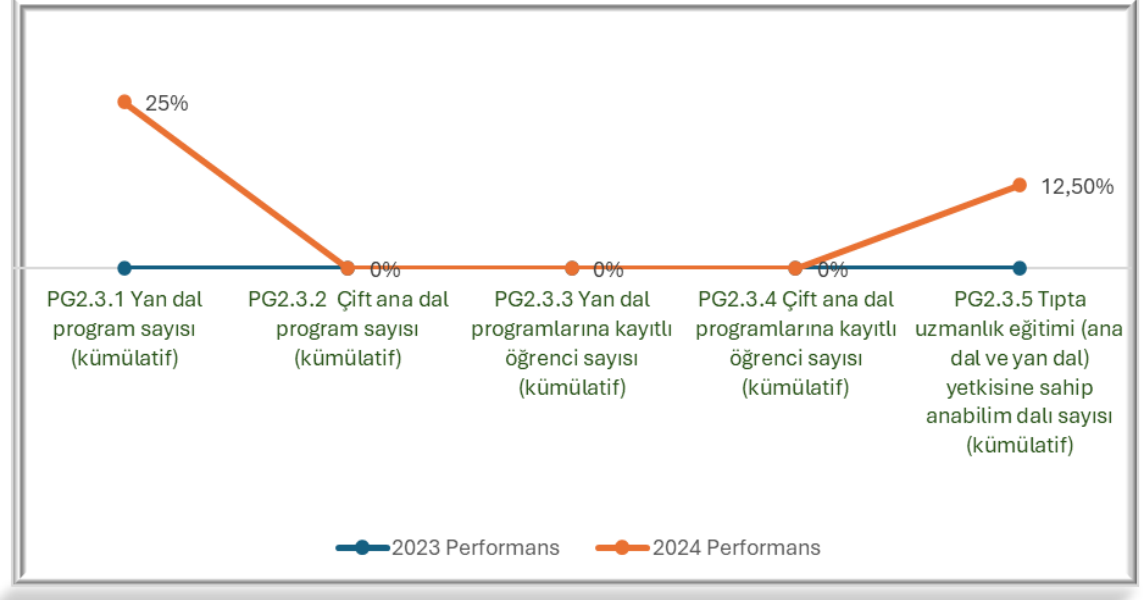 25%
12,50%
0%
0%
0%
PG2.3.1 Yan dal
program sayısı
(kümülatif)
PG2.3.2 Çift ana dal
program sayısı
(kümülatif)
PG2.3.3 Yan dal
programlarına kayıtlı
öğrenci sayısı
(kümülatif)
PG2.3.4 Çift ana dal
programlarına kayıtlı
öğrenci sayısı
(kümülatif)
PG2.3.5 Tıpta
uzmanlık eğitimi (ana
dal ve yan dal)
yetkisine sahip
anabilim dalı sayısı
(kümülatif)
2023 Performans
2024 Performans